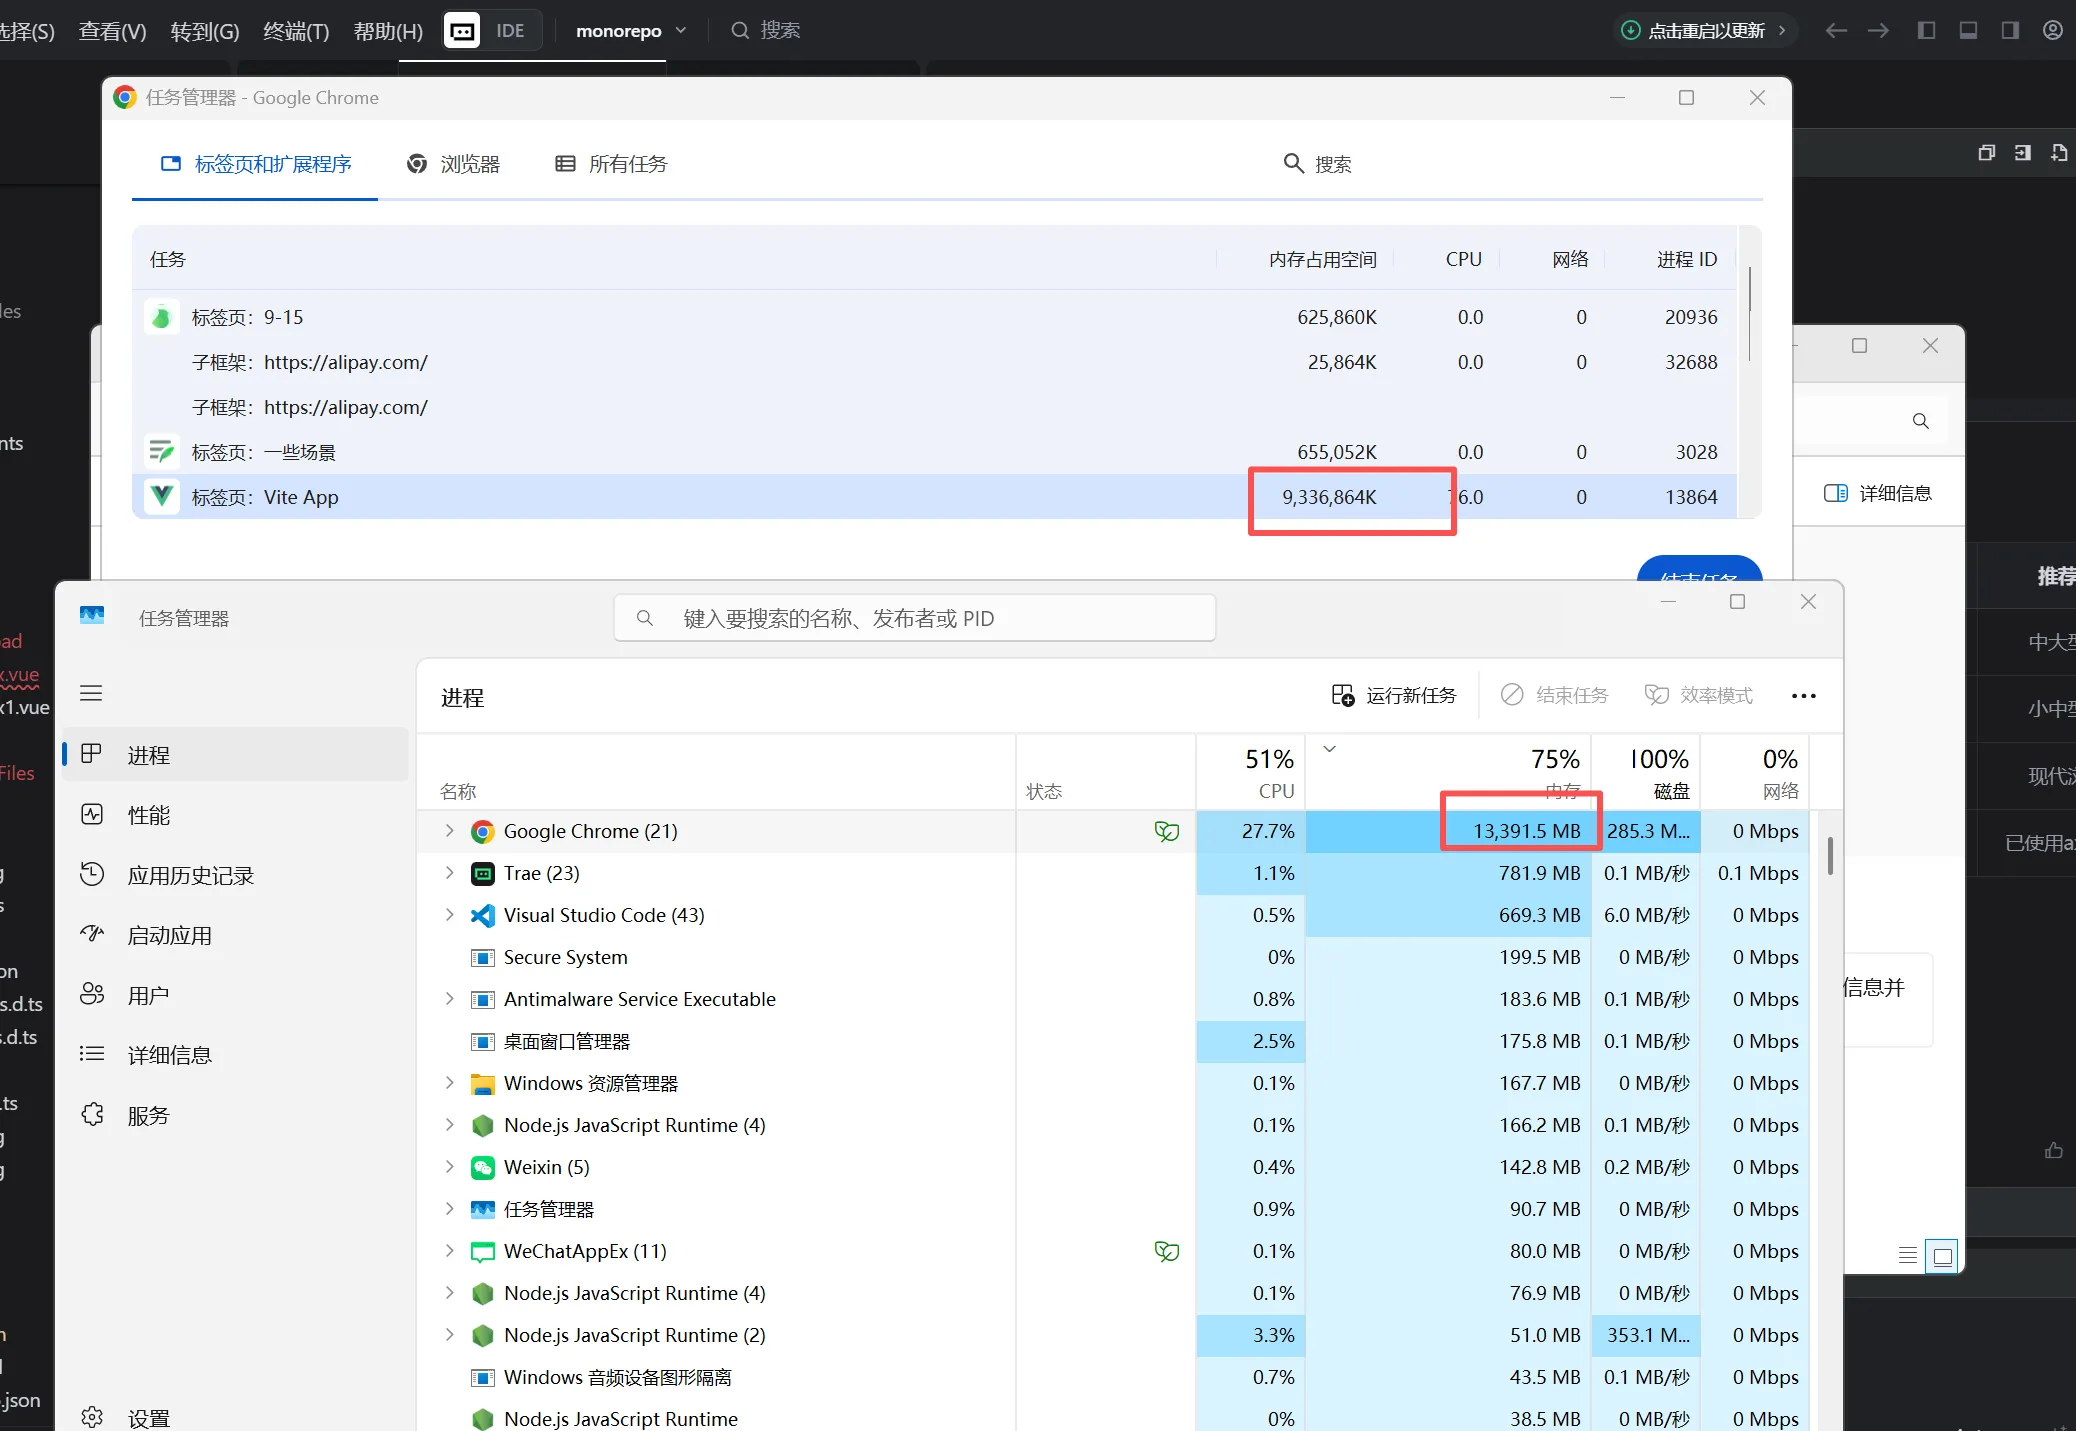 选择(S) 查看(V) 转到(G) 终端(T) 帮助(H) IDE monorepo 搜索 点击重启以更新
任务管理器 - Google Chrome
标签页和扩展程序 浏览器 所有任务 搜索
任务 内存占用空间 CPU 网络 进程 ID
标签页：9-15 625,860K 0.0 0 20936
子框架：https://alipay.com/ 25,864K 0.0 0 32688
子框架：https://alipay.com/
标签页：一些场景 655,052K 0.0 0 3028
标签页：Vite App 9,336,864K 76.0 0 13864
结束任务
详细信息
推荐
中大型
小中型
现代浏
已使用ax
信息并
les
nts
oad
x.vue
x1.vue
Files
on
s.d.ts
s.d.ts
.ts
.json
任务管理器
键入要搜索的名称、发布者或 PID
进程
性能
应用历史记录
启动应用
用户
详细信息
服务
设置
进程 运行新任务 结束任务 效率模式
51% 75% 100% 0%
名称 状态 CPU 内存 磁盘 网络
Google Chrome (21) 27.7% 13,391.5 MB 285.3 M... 0 Mbps
Trae (23) 1.1% 781.9 MB 0.1 MB/秒 0.1 Mbps
Visual Studio Code (43) 0.5% 669.3 MB 6.0 MB/秒 0 Mbps
Secure System 0% 199.5 MB 0 MB/秒 0 Mbps
Antimalware Service Executable 0.8% 183.6 MB 0.1 MB/秒 0 Mbps
桌面窗口管理器 2.5% 175.8 MB 0.1 MB/秒 0 Mbps
Windows 资源管理器 0.1% 167.7 MB 0 MB/秒 0 Mbps
Node.js JavaScript Runtime (4) 0.1% 166.2 MB 0.1 MB/秒 0 Mbps
Weixin (5) 0.4% 142.8 MB 0.2 MB/秒 0 Mbps
任务管理器 0.9% 90.7 MB 0 MB/秒 0 Mbps
WeChatAppEx (11) 0.1% 80.0 MB 0 MB/秒 0 Mbps
Node.js JavaScript Runtime (4) 0.1% 76.9 MB 0 MB/秒 0 Mbps
Node.js JavaScript Runtime (2) 3.3% 51.0 MB 353.1 M... 0 Mbps
Windows 音频设备图形隔离 0.7% 43.5 MB 0.1 MB/秒 0 Mbps
Node.js JavaScript Runtime 0% 38.5 MB 0 MB/秒 0 Mbps